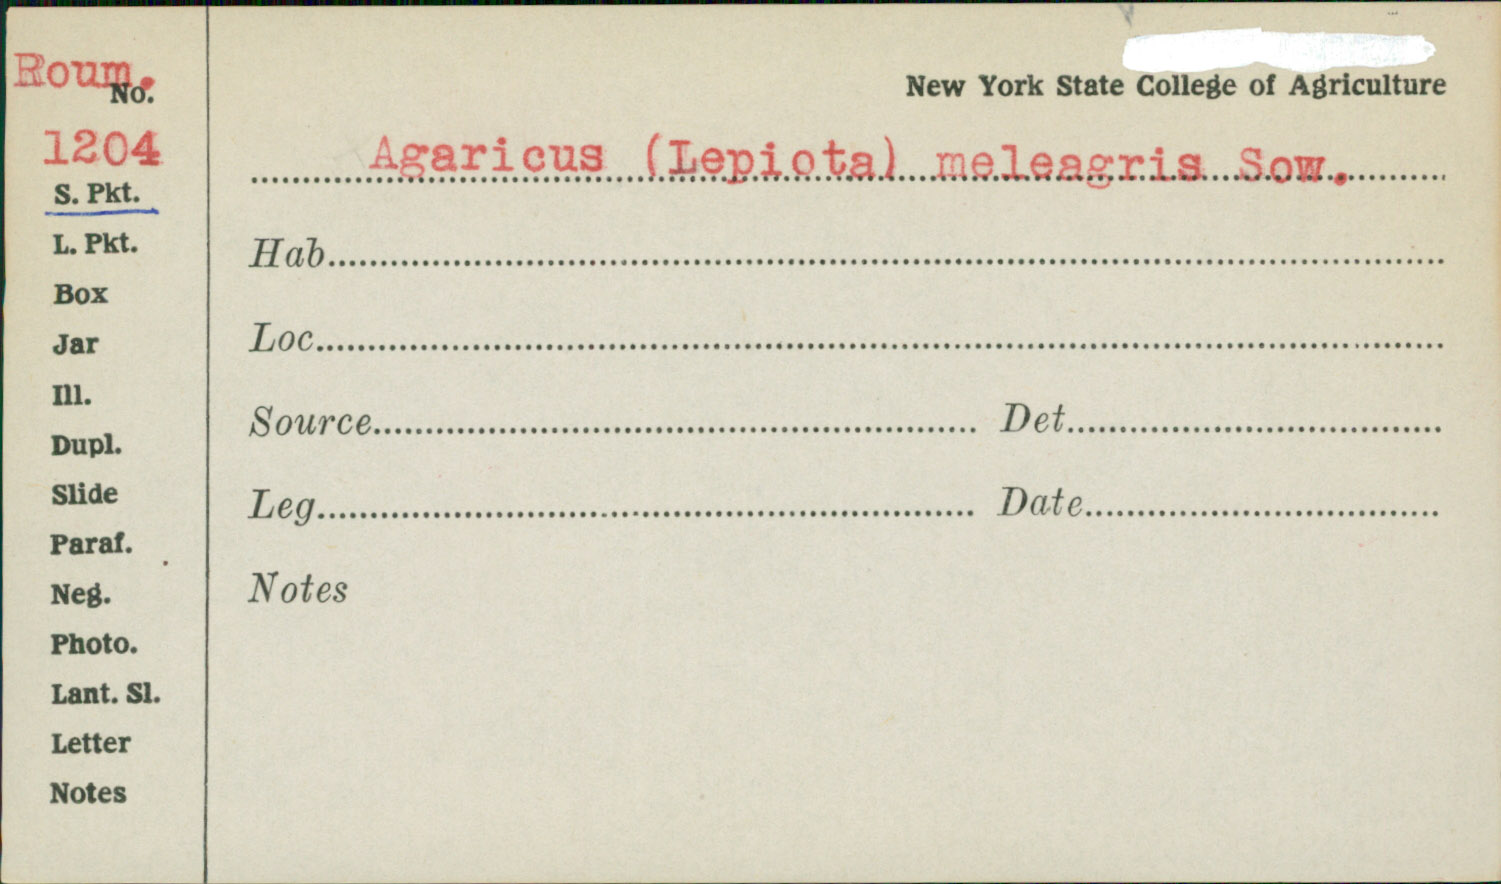 Roum.
No.
1204
S. Pkt.
L. Pkt.
Box
Jar
Ill.
Dupl.
Slide
Paraf.
Neg.
Photo.
Lant. Sl.
Letter
Notes
New York State College of Agriculture
Agaricus (Lepiota) meleagris Sow.
Hab
Loc
Source Det
Leg Date
Notes